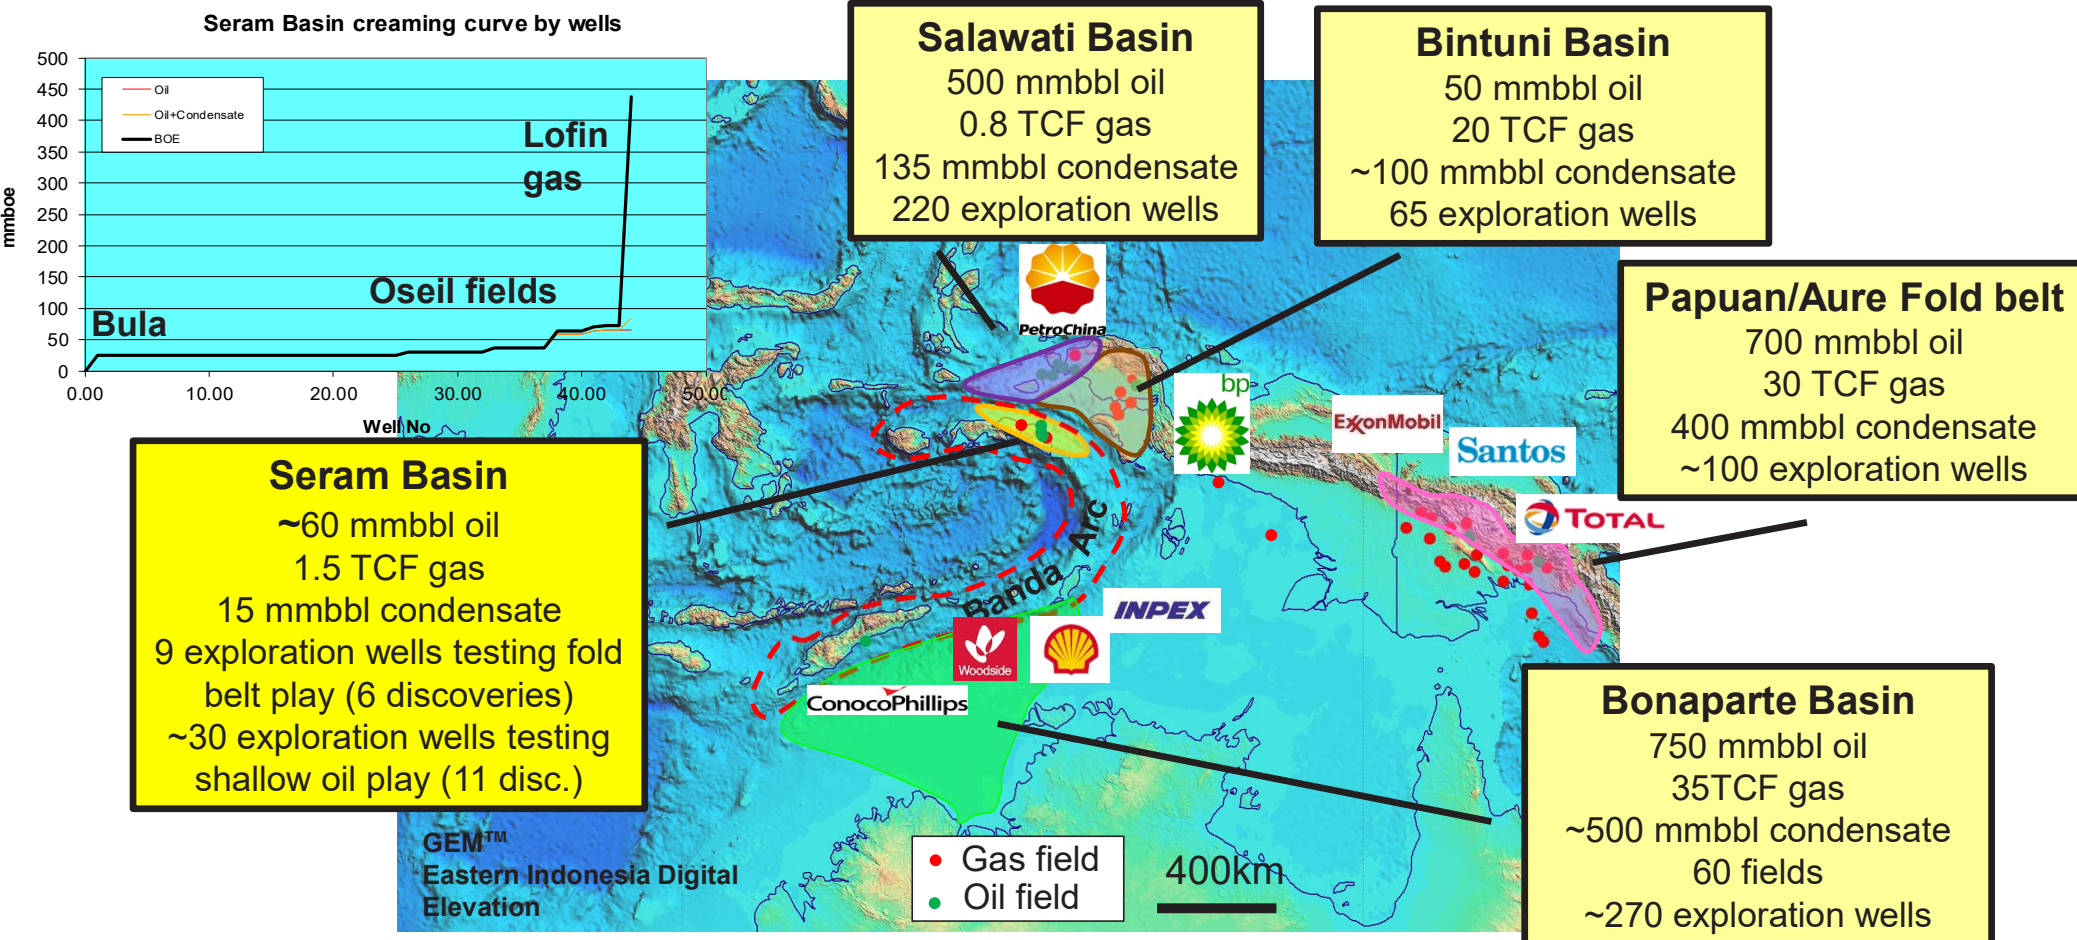 Seram Basin creaming curve by wells
500
450
400
350
300
250
200
150
100
50
0
mmboe
Oil
Oil+Condensate
BOE
Lofin
gas
Oseil fields
Bula
0.00 10.00 20.00 30.00 40.00 50.00
Well No
Salawati Basin
500 mmbbl oil
0.8 TCF gas
135 mmbbl condensate
220 exploration wells
Bintuni Basin
50 mmbbl oil
20 TCF gas
~100 mmbbl condensate
65 exploration wells
Papuan/Aure Fold belt
700 mmbbl oil
30 TCF gas
400 mmbbl condensate
~100 exploration wells
PetroChina
bp
ExxonMobil
Santos
TOTAL
Seram Basin
~60 mmbbl oil
1.5 TCF gas
15 mmbbl condensate
9 exploration wells testing fold
belt play (6 discoveries)
~30 exploration wells testing
shallow oil play (11 disc.)
Banda Arc
INPEX
Woodside
ConocoPhillips
Bonaparte Basin
750 mmbbl oil
35TCF gas
~500 mmbbl condensate
60 fields
~270 exploration wells
GEM™
Eastern Indonesia Digital
Elevation
Gas field
Oil field
400km